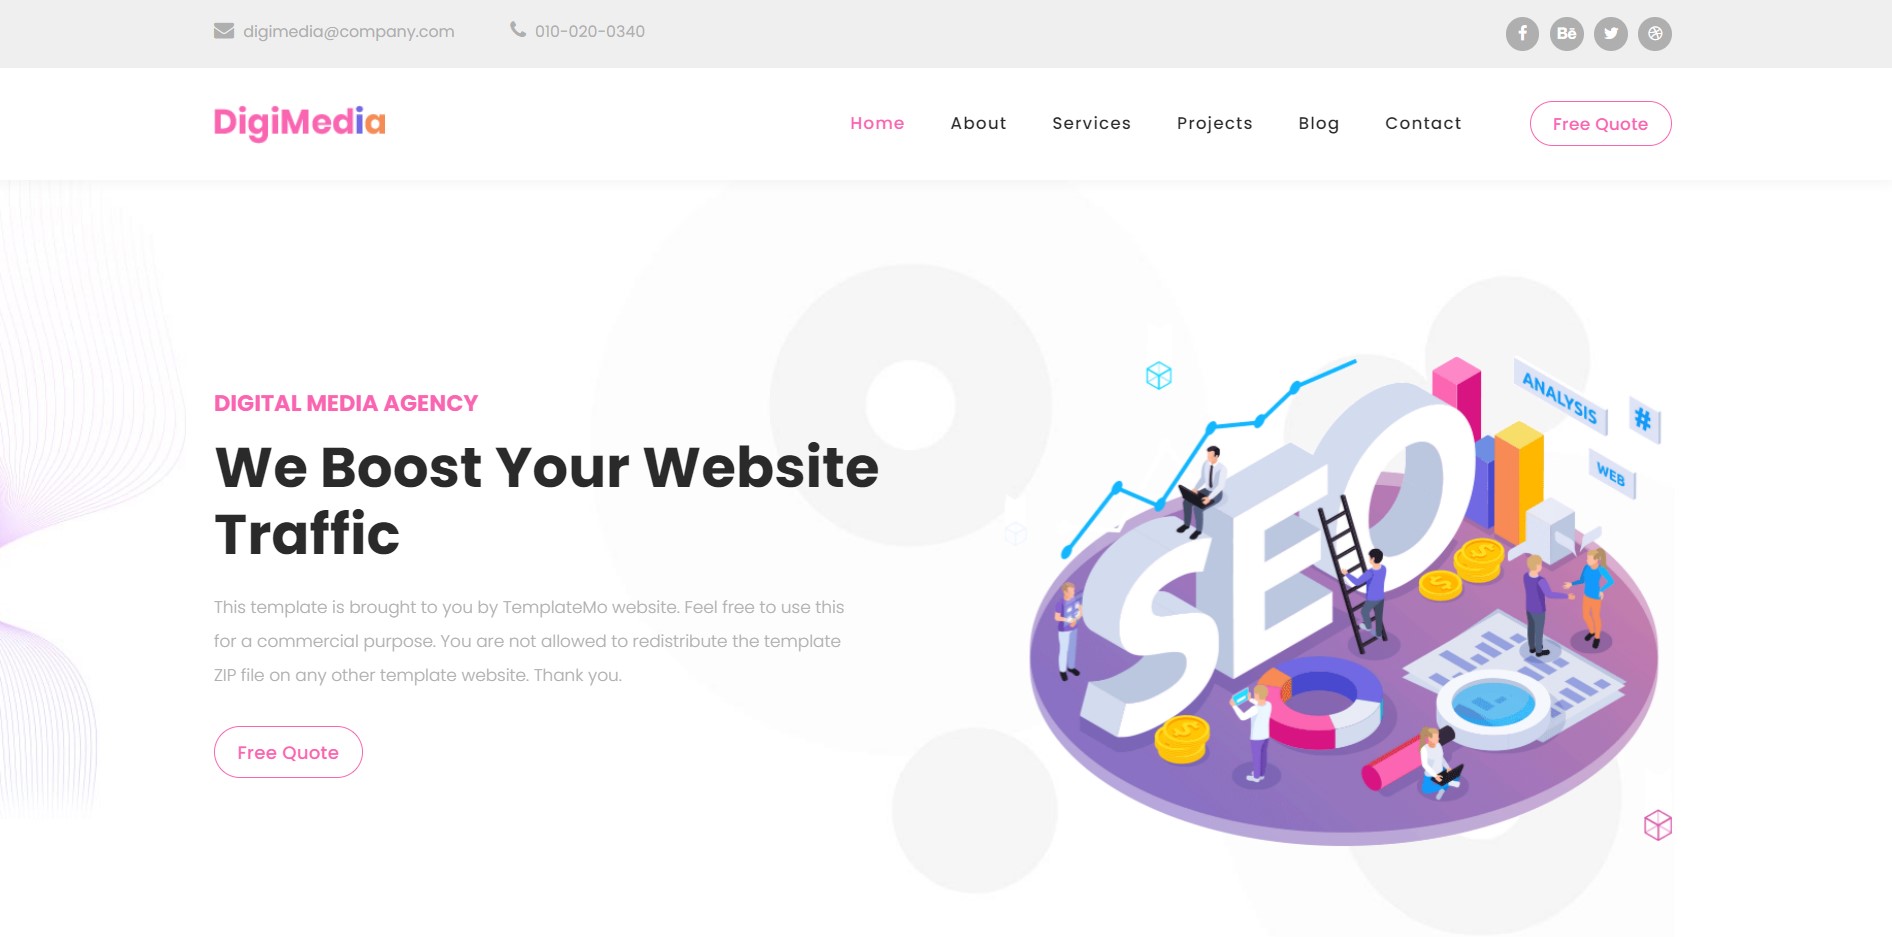 digimedia@company.com
010-020-0340
Bē
DigiMedia
Home
About
Services
Projects
Blog
Contact
Free Quote
DIGITAL MEDIA AGENCY
We Boost Your Website
Traffic
This template is brought to you by TemplateMo website. Feel free to use this
for a commercial purpose. You are not allowed to redistribute the template
ZIP file on any other template website. Thank you.
Free Quote
SEO
ANALYSIS
#
WEB